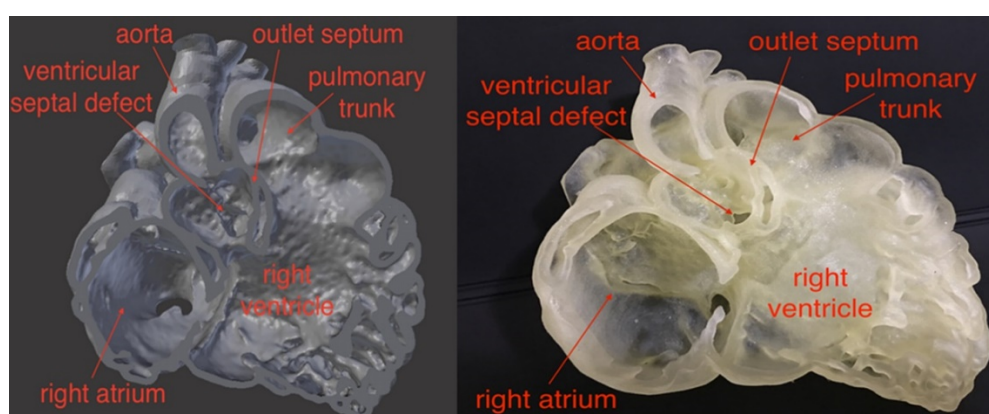 aorta
outlet septum
ventricular
septal defect
pulmonary
trunk
right
ventricle
right atrium
aorta
outlet septum
ventricular
septal defect
pulmonary
trunk
right
ventricle
right atrium